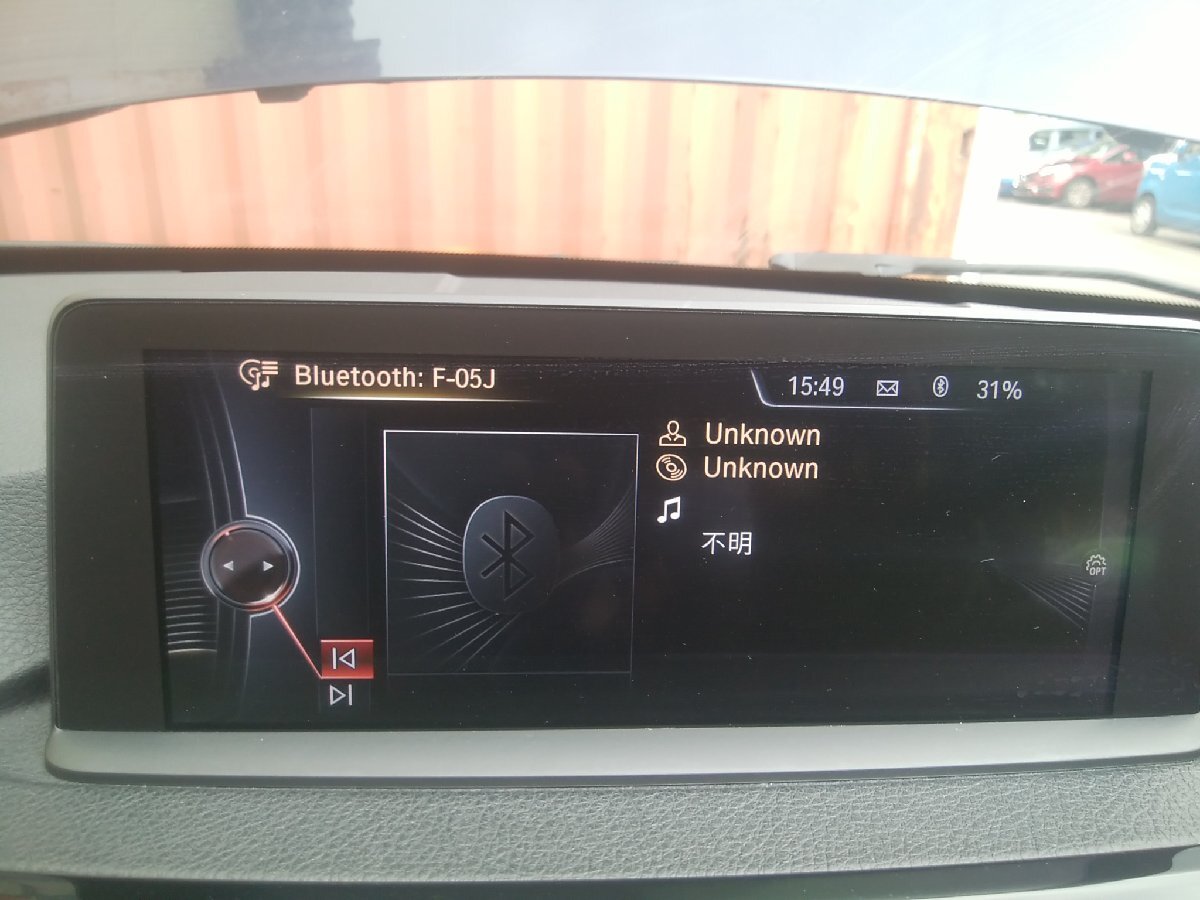 Bluetooth: F-05J
15:49 31%
Unknown
Unknown
不明
OPT